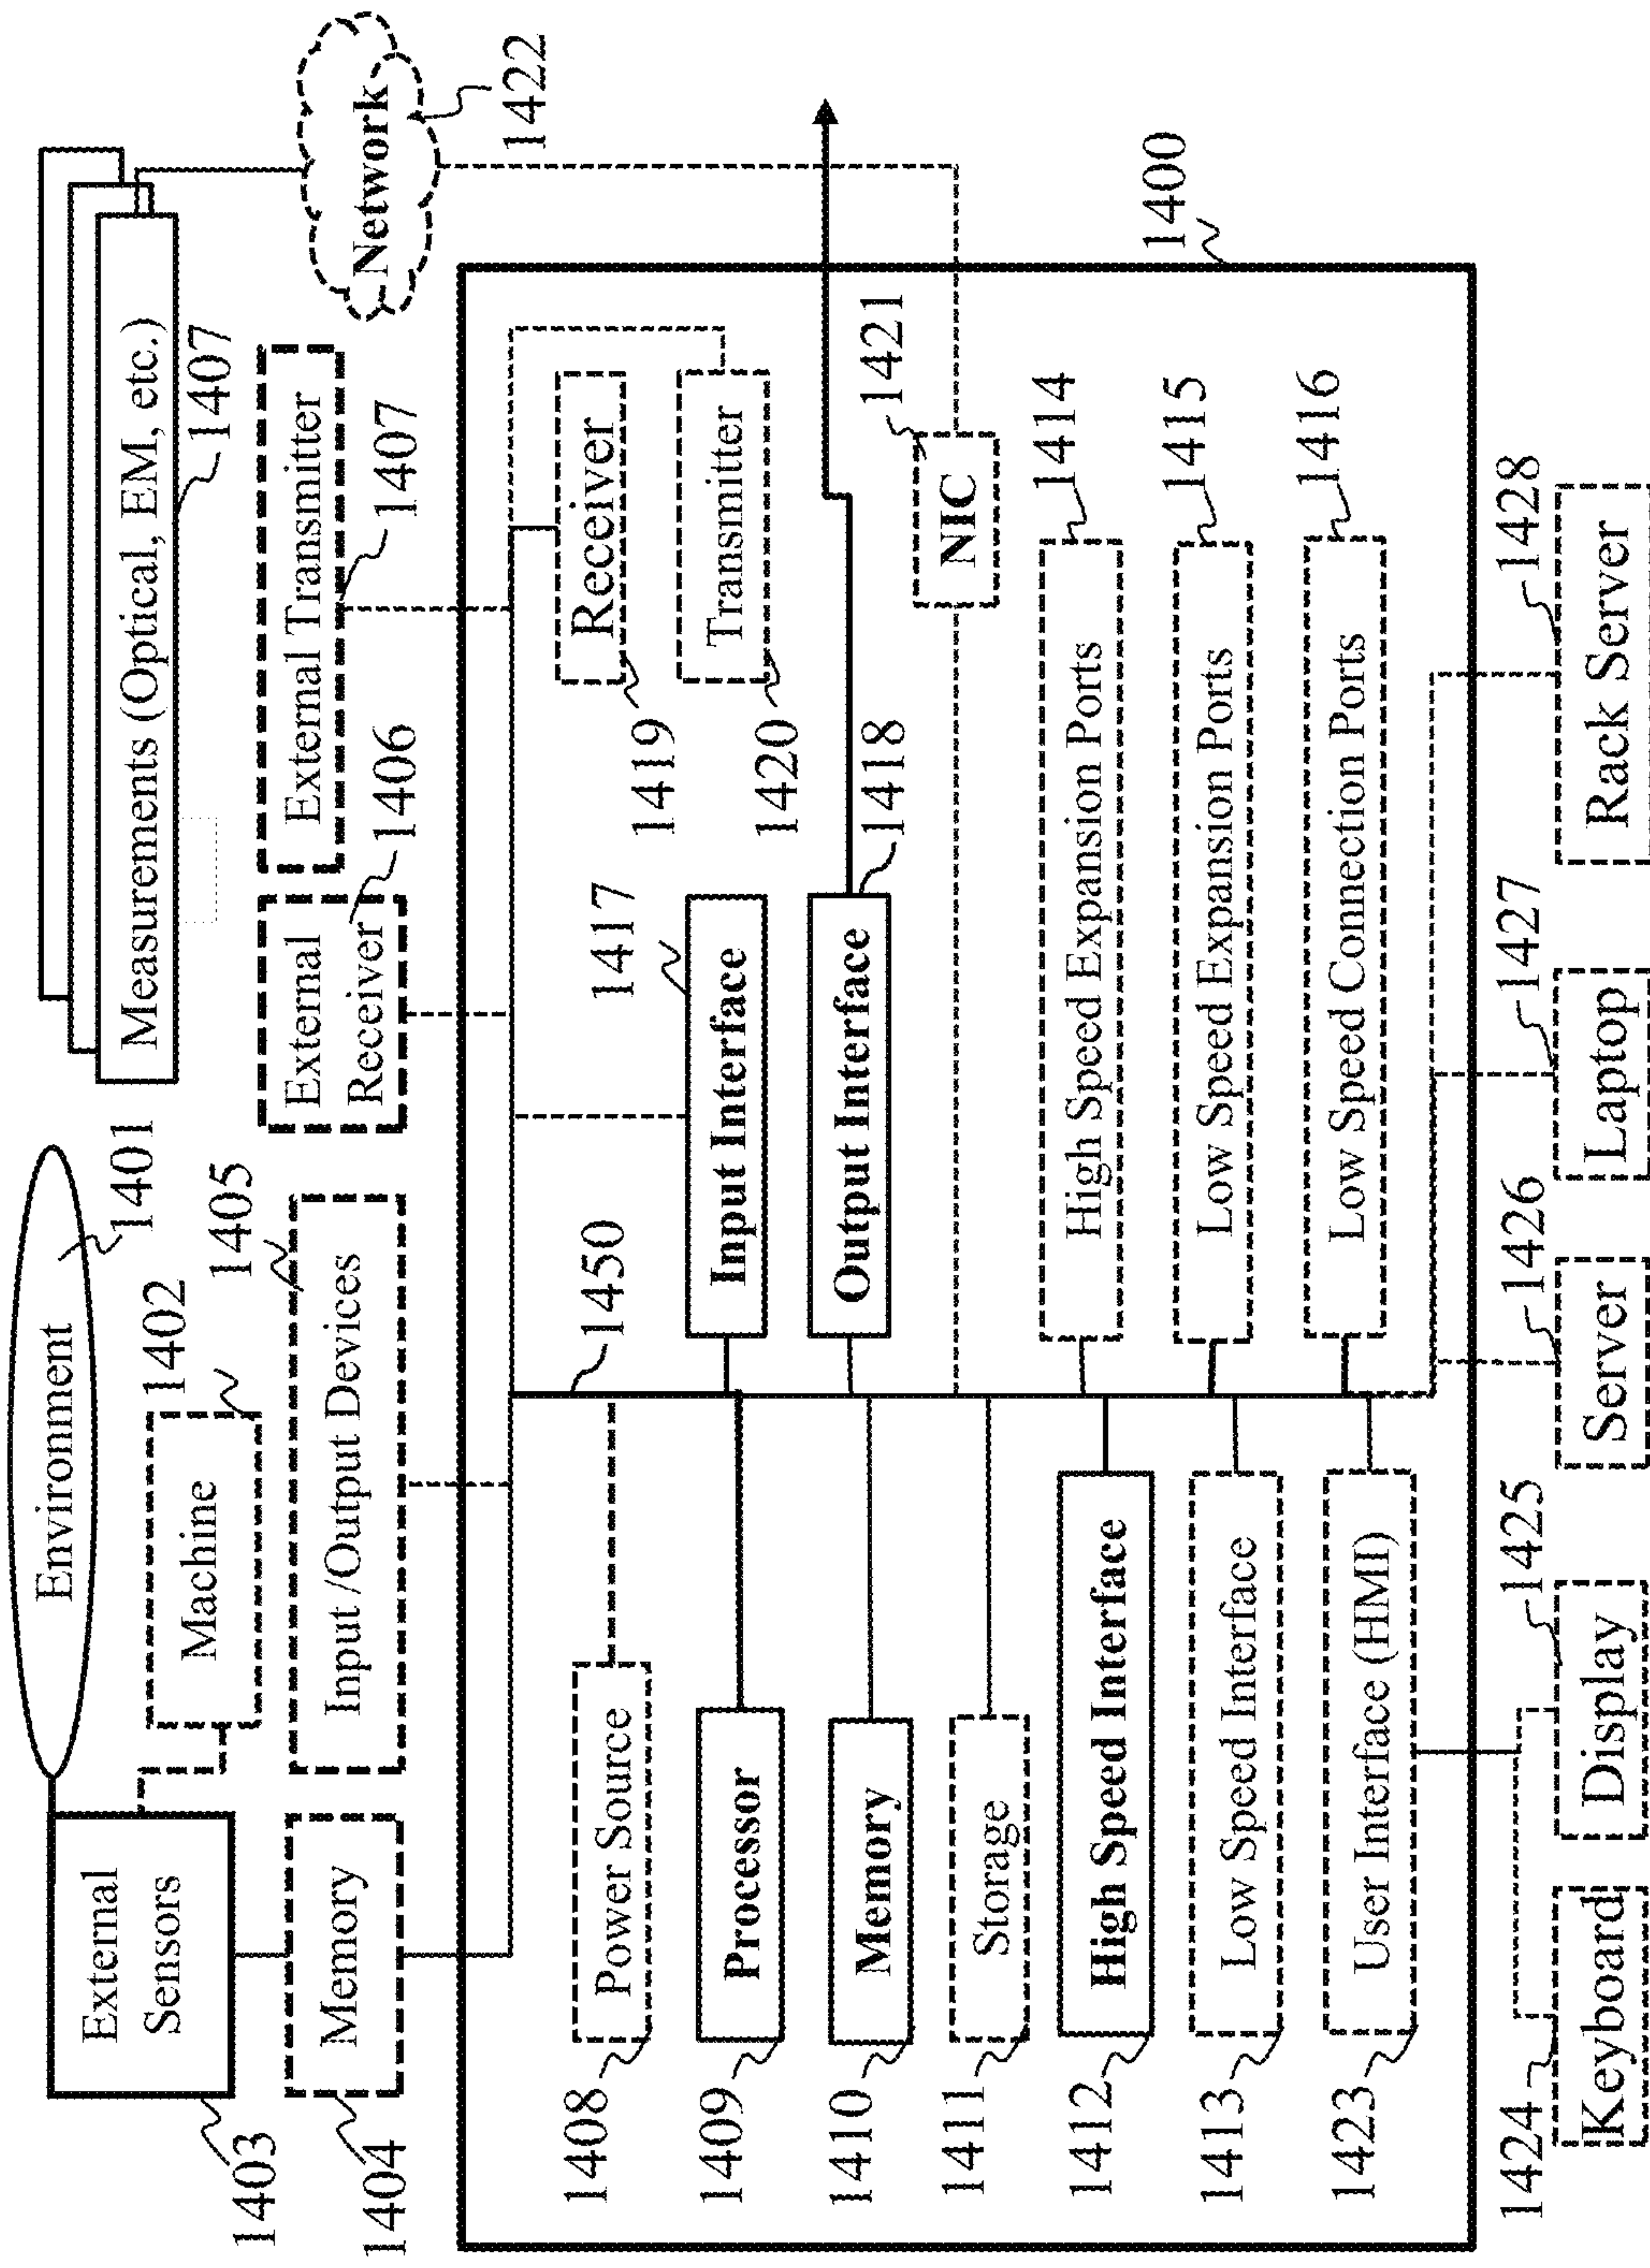 Environment
1401
Measurements (Optical, EM, etc.)
1407
External
Sensors
1403
Machine
1402
Memory
1404
Input /Output Devices
1405
External
Receiver
1406
External Transmitter
1407
Network
1422
1450
Power Source
1408
Processor
1409
Memory
1410
Storage
1411
High Speed Interface
1412
Low Speed Interface
1413
User Interface (HMI)
1423
Input Interface
1417
Output Interface
1418
Receiver
1419
Transmitter
1420
NIC
1421
High Speed Expansion Ports
1414
Low Speed Expansion Ports
1415
Low Speed Connection Ports
1416
1400
Keyboard
1424
Display
1425
Server
1426
Laptop
1427
Rack Server
1428